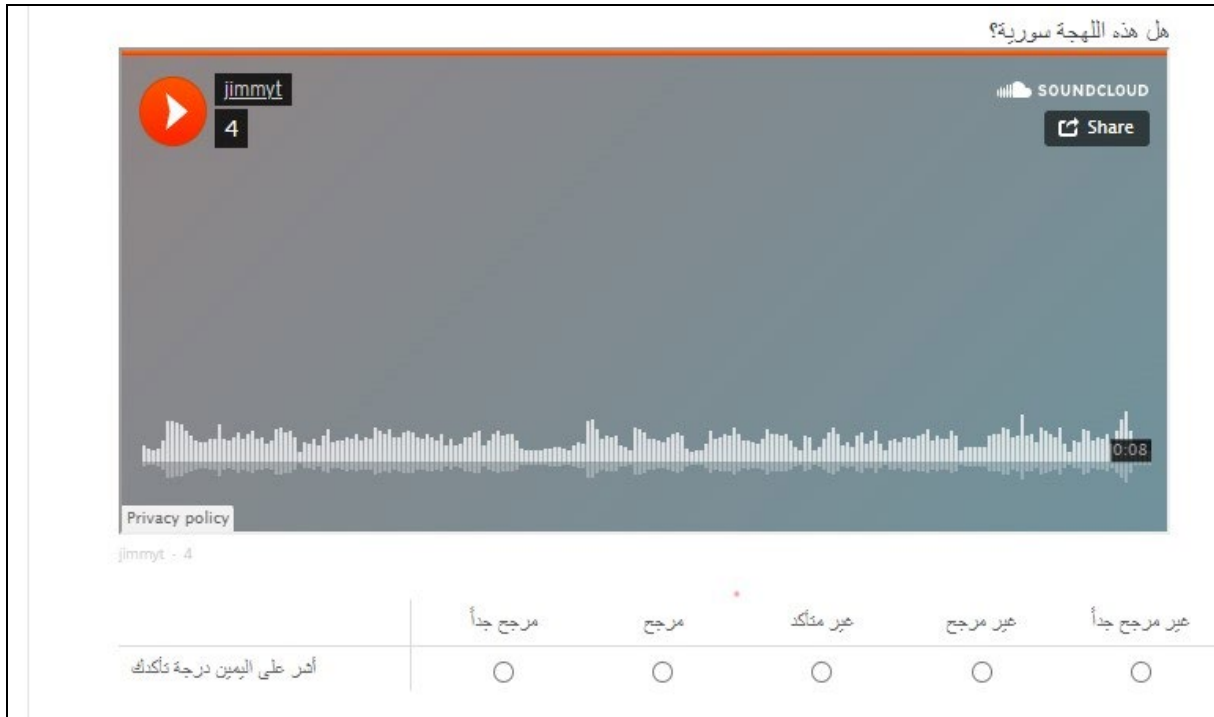 هل هذه اللهجة سورية؟
jimmyt
SOUNDCLOUD
4
Share
0:08
Privacy policy
jimmyt - 4
*
مرجح جداً
مرجح
غير متأكد
غير مرجح
غير مرجح جداً
أشر على اليمين درجة تأكدك